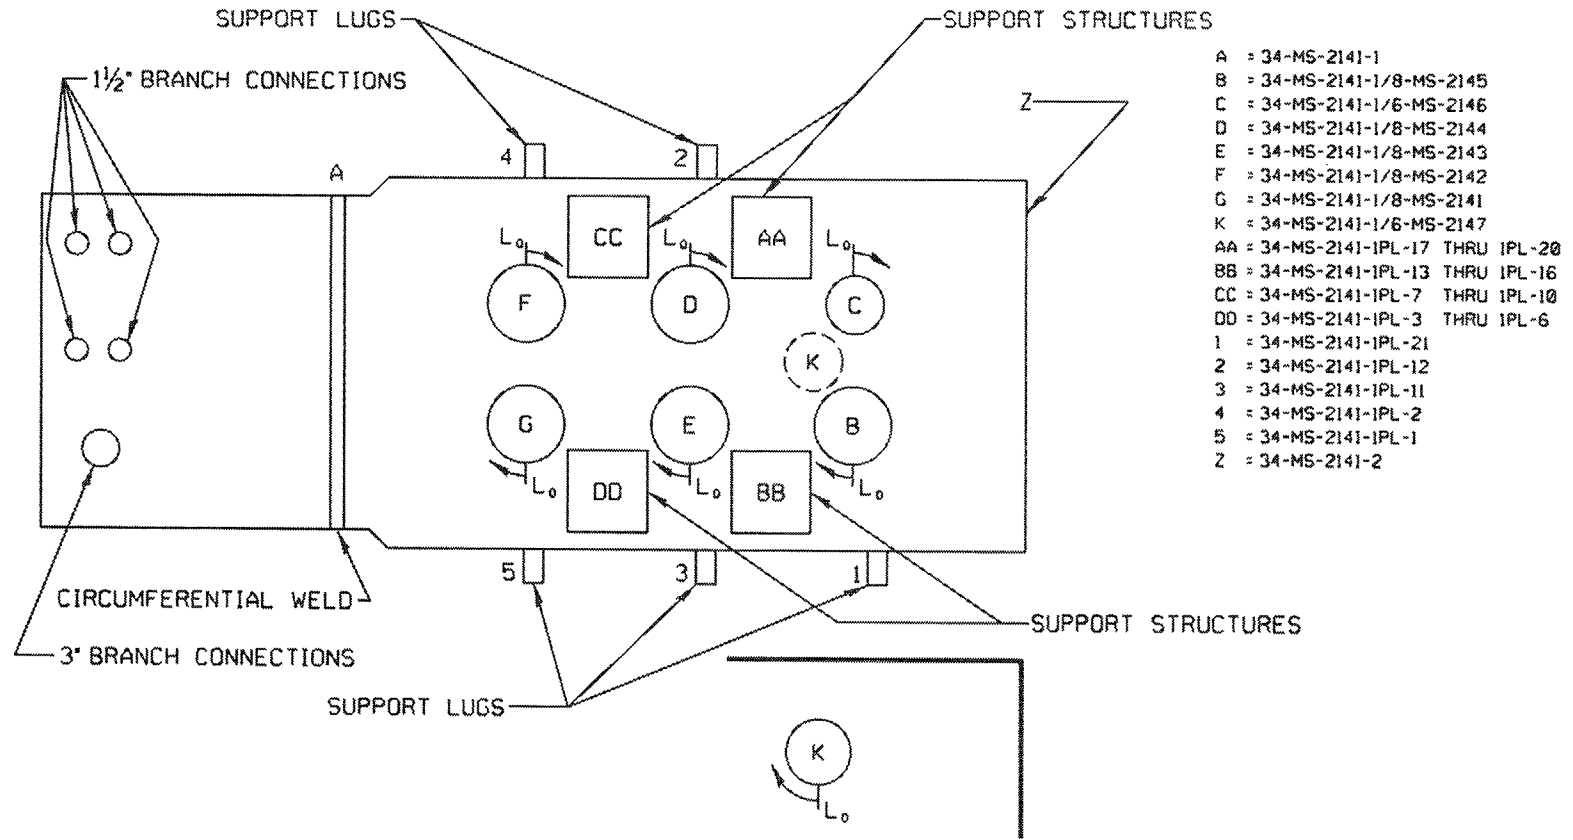 SUPPORT LUGS
SUPPORT STRUCTURES
1½" BRANCH CONNECTIONS
A = 34-MS-2141-1
B = 34-MS-2141-1/8-MS-2145
C = 34-MS-2141-1/6-MS-2146
D = 34-MS-2141-1/8-MS-2144
E = 34-MS-2141-1/8-MS-2143
F = 34-MS-2141-1/8-MS-2142
G = 34-MS-2141-1/8-MS-2141
K = 34-MS-2141-1/6-MS-2147
AA = 34-MS-2141-1PL-17 THRU 1PL-20
BB = 34-MS-2141-1PL-13 THRU 1PL-16
CC = 34-MS-2141-1PL-7 THRU 1PL-10
DD = 34-MS-2141-1PL-3 THRU 1PL-6
1 = 34-MS-2141-1PL-21
2 = 34-MS-2141-1PL-12
3 = 34-MS-2141-1PL-11
4 = 34-MS-2141-1PL-2
5 = 34-MS-2141-1PL-1
Z = 34-MS-2141-2
Z
4
2
A
L₀
CC
L₀
AA
L₀
F
D
C
K
G
E
B
L₀
DD
L₀
BB
L₀
5
3
1
CIRCUMFERENTIAL WELD
SUPPORT STRUCTURES
3" BRANCH CONNECTIONS
SUPPORT LUGS
K
L₀